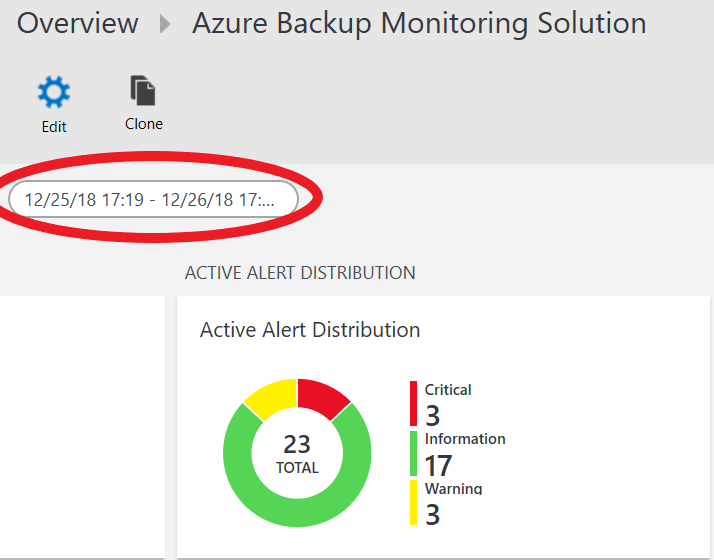 Overview Azure Backup Monitoring Solution
Edit Clone
12/25/18 17:19 - 12/26/18 17:...
ACTIVE ALERT DISTRIBUTION
Active Alert Distribution
23
TOTAL
Critical
3
Information
17
Warning
3